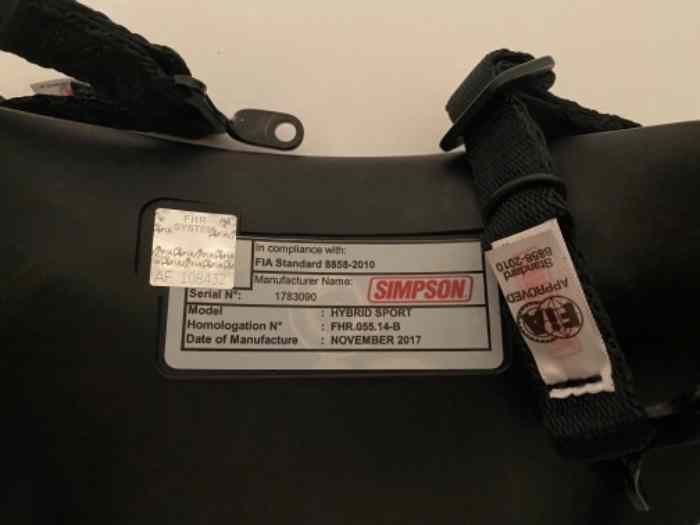 FHR
SYSTEM
AF 108432
In compliance with:
FIA Standard 8858-2010
Manufacturer Name:
SIMPSON
Serial N°: 1783090
Model : HYBRID SPORT
Homologation N° : FHR.055.14-B
Date of Manufacture : NOVEMBER 2017
Standard
8858-2010
APPROVED
FIA